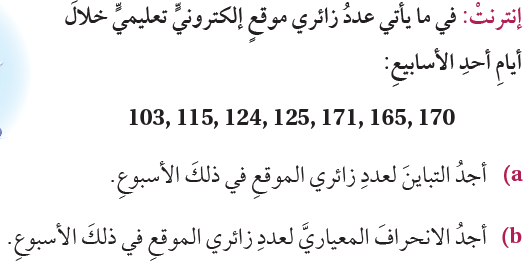 إنترنتْ: في ما يأتي عددُ زائري موقعٍ إلكترونيٍّ تعليميٍّ خلالَ
أيامِ أحدِ الأسابيعِ:
103, 115, 124, 125, 171, 165, 170
a) أجدُ التباينَ لعددِ زائري الموقعِ في ذلكَ الأسبوعِ.
b) أجدُ الانحرافَ المعياريَّ لعددِ زائري الموقعِ في ذلكَ الأسبوعِ.